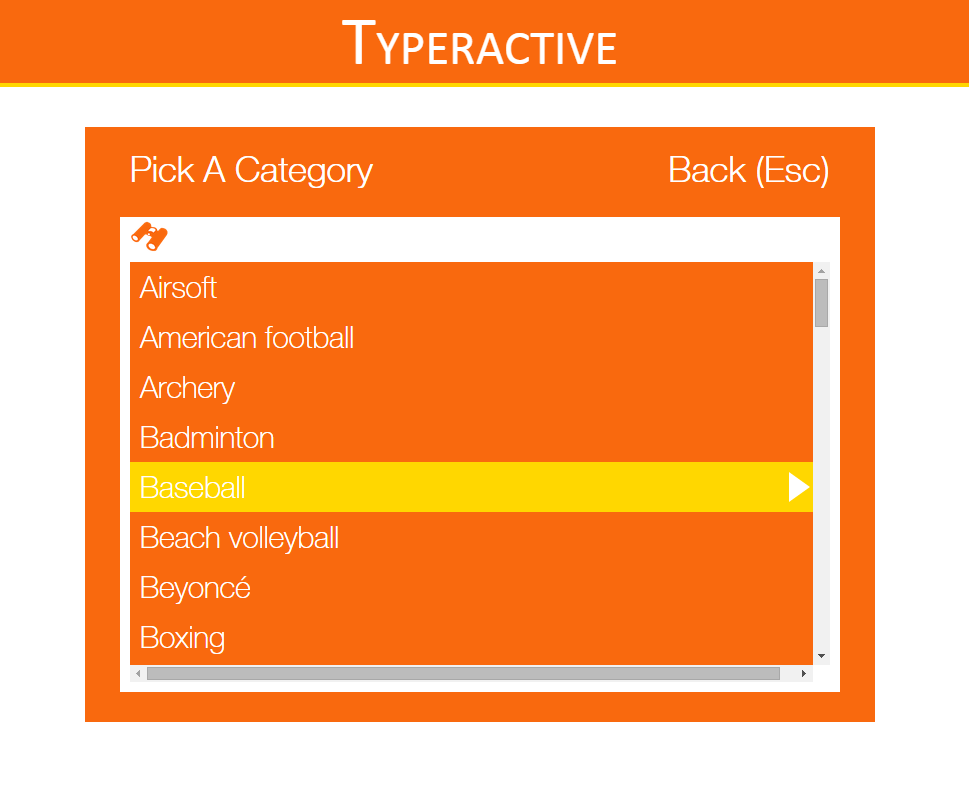 Typeractive
Pick A Category
Back (Esc)
Airsoft
American football
Archery
Badminton
Baseball
Beach volleyball
Beyoncé
Boxing